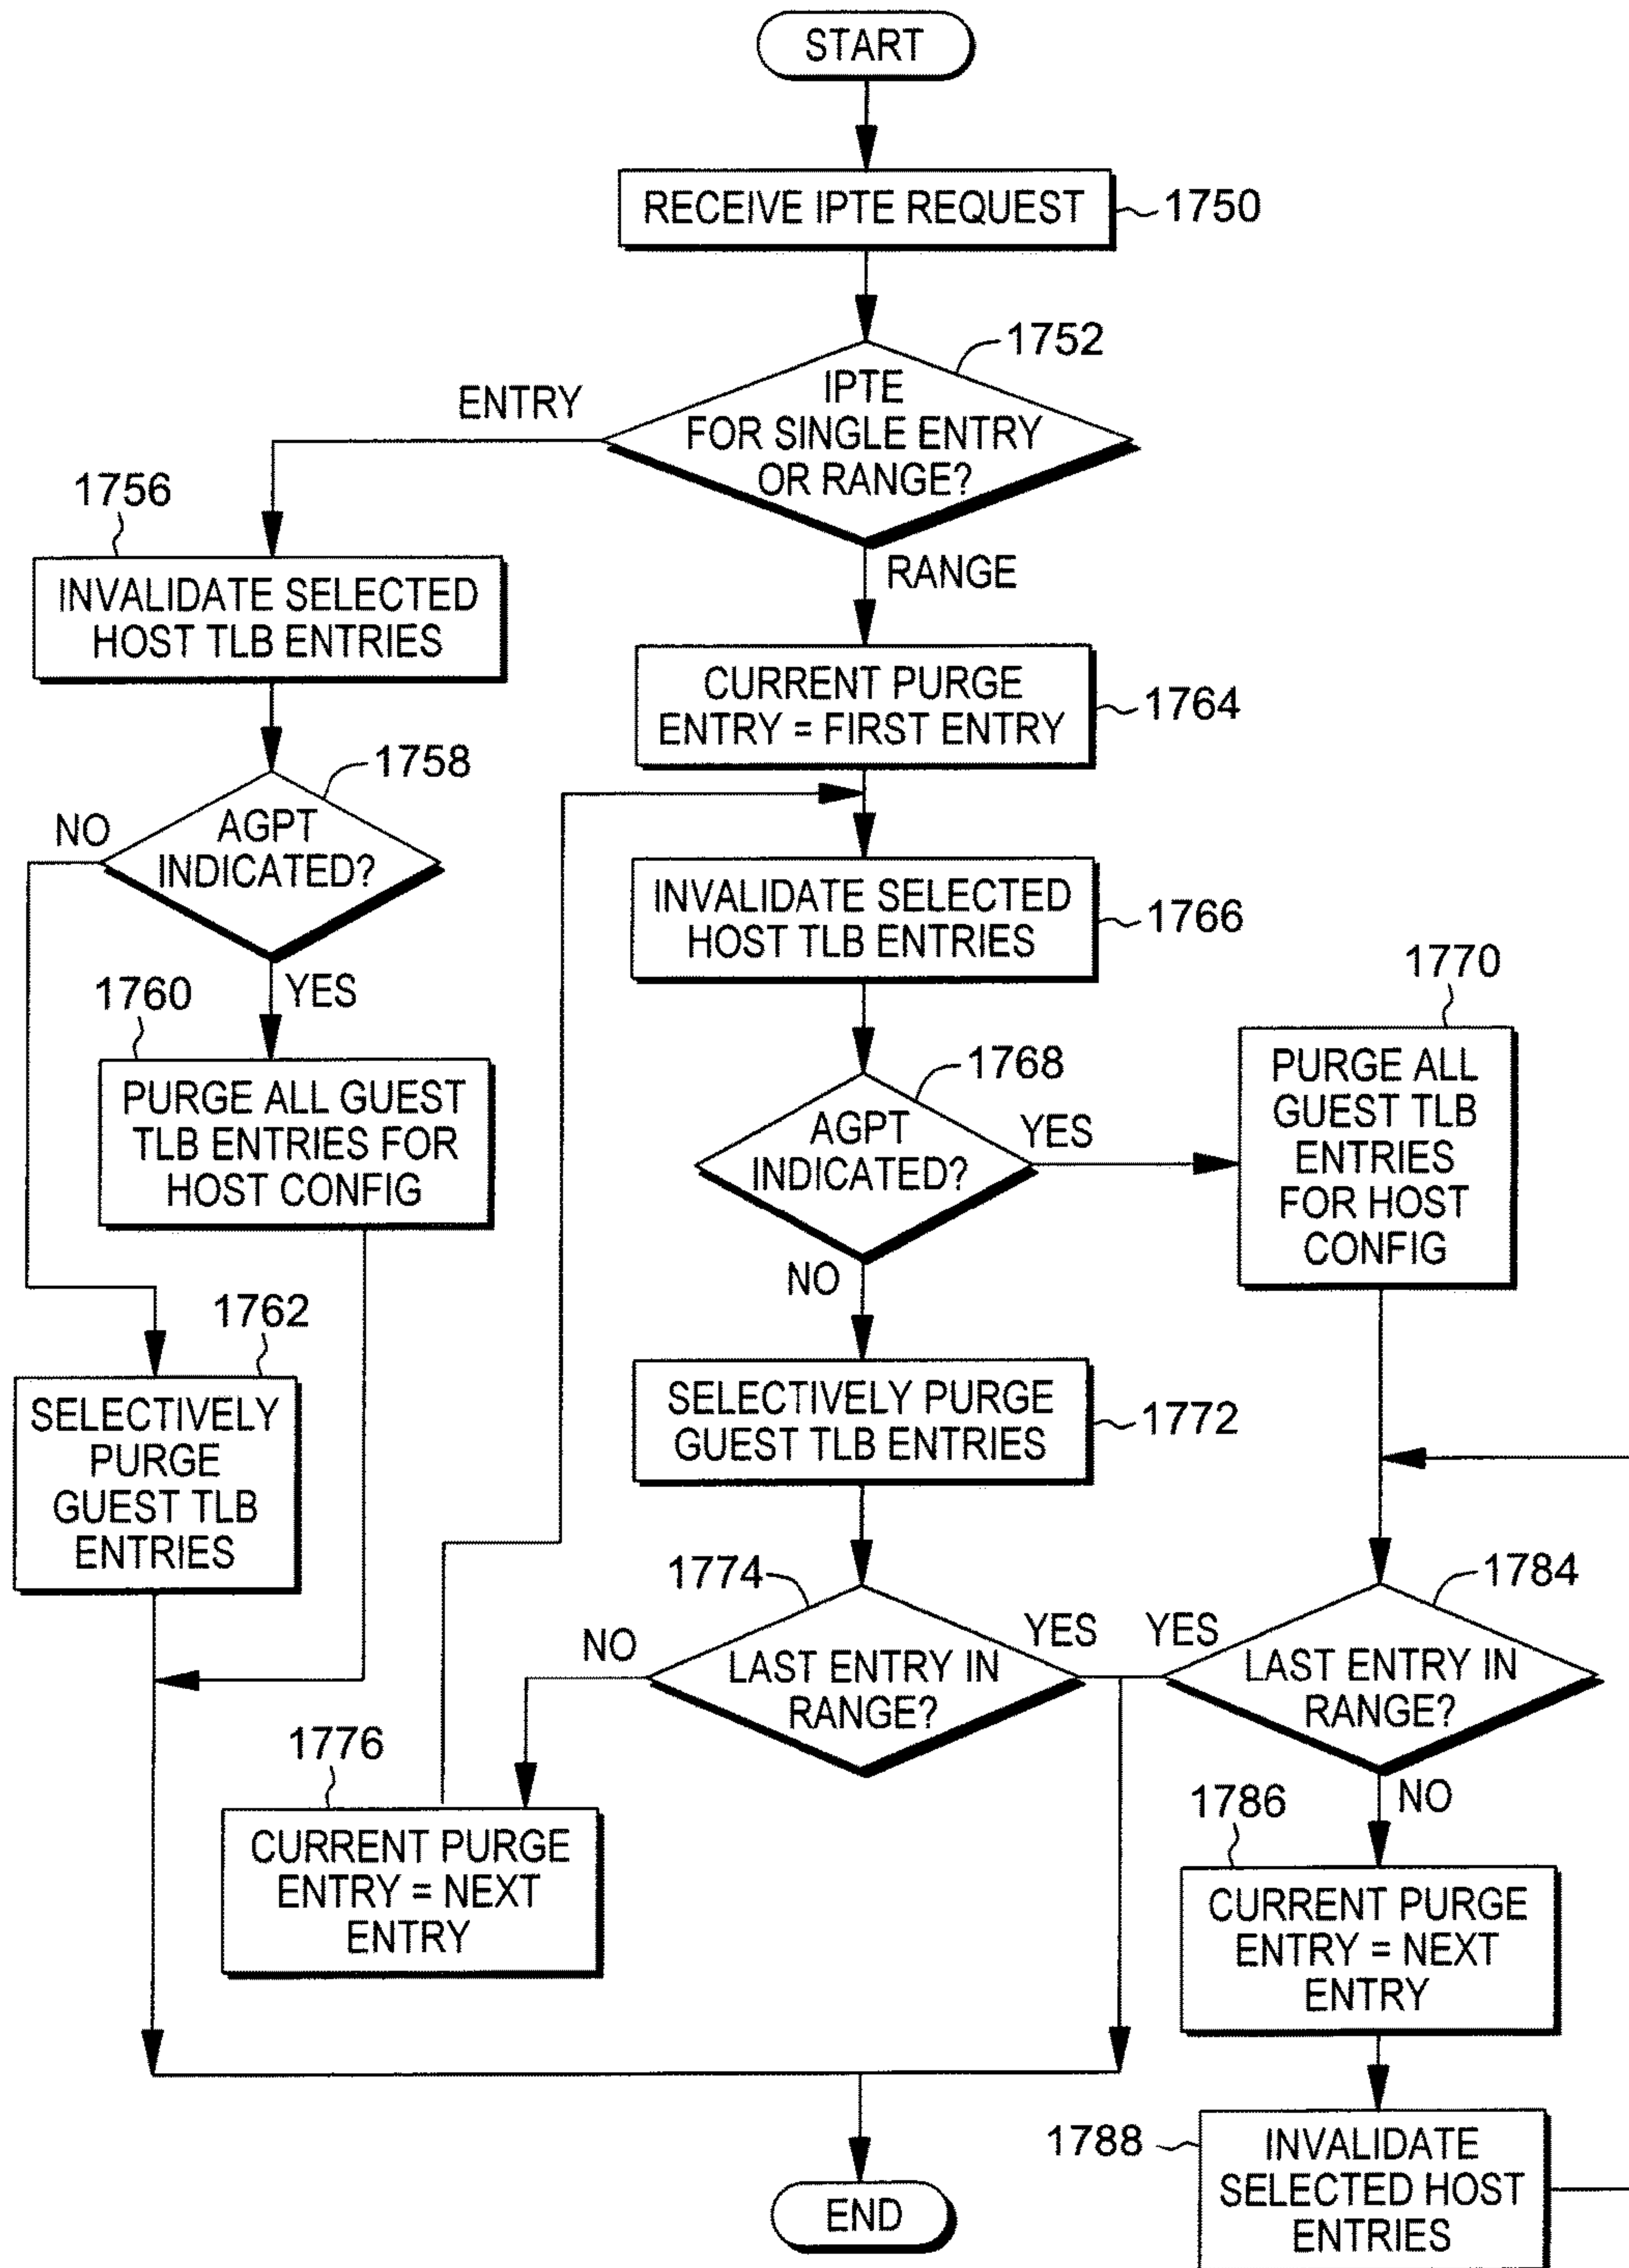 START
RECEIVE IPTE REQUEST
1750
1752
IPTE
FOR SINGLE ENTRY
OR RANGE?
ENTRY
RANGE
1756
INVALIDATE SELECTED
HOST TLB ENTRIES
1758
AGPT
INDICATED?
NO
YES
1760
PURGE ALL GUEST
TLB ENTRIES FOR
HOST CONFIG
1762
SELECTIVELY
PURGE
GUEST TLB
ENTRIES
CURRENT PURGE
ENTRY = FIRST ENTRY
1764
INVALIDATE SELECTED
HOST TLB ENTRIES
1766
1768
AGPT
INDICATED?
YES
NO
1770
PURGE ALL
GUEST TLB
ENTRIES
FOR HOST
CONFIG
SELECTIVELY PURGE
GUEST TLB ENTRIES
1772
1774
LAST ENTRY IN
RANGE?
NO
YES
1776
CURRENT PURGE
ENTRY = NEXT
ENTRY
1784
YES
LAST ENTRY IN
RANGE?
NO
1786
CURRENT PURGE
ENTRY = NEXT
ENTRY
1788
INVALIDATE
SELECTED HOST
ENTRIES
END